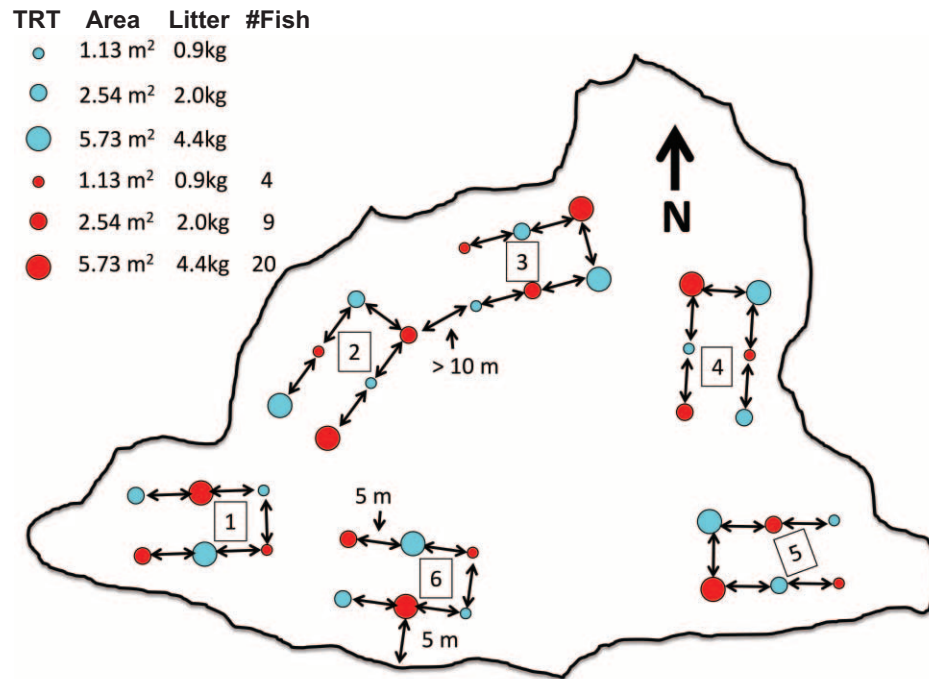 TRT Area Litter #Fish
1.13 m² 0.9kg
2.54 m² 2.0kg
5.73 m² 4.4kg
1.13 m² 0.9kg 4
2.54 m² 2.0kg 9
5.73 m² 4.4kg 20
N
3
2
> 10 m
4
1
5 m
6
5 m
5